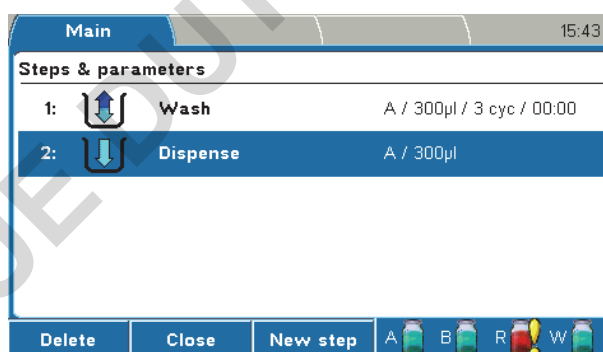 Main 15:43
Steps & parameters
1: Wash A / 300µl / 3 cyc / 00:00
2: Dispense A / 300µl
Delete Close New step A B R W